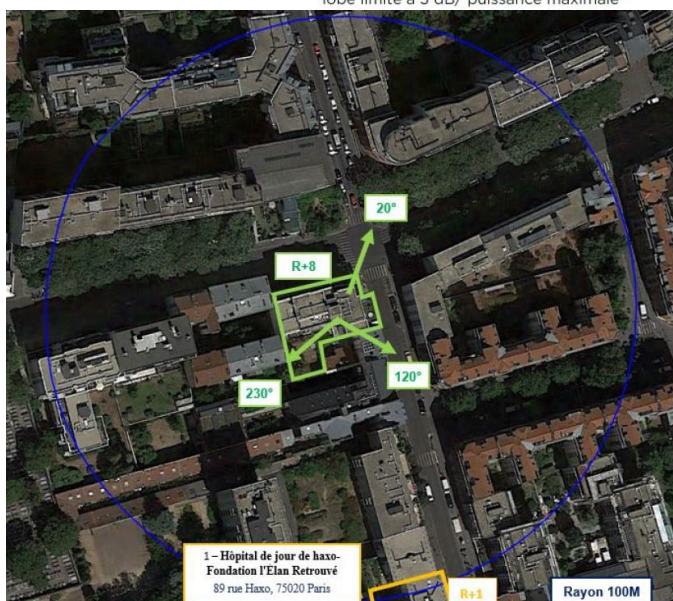 lobe limité à 3 dB/ puissance maximale
20°
R+8
230°
120°
1 – Hôpital de jour de haxo-
Fondation l'Élan Retrouvé
89 rue Haxo, 75020 Paris
R+1
Rayon 100M